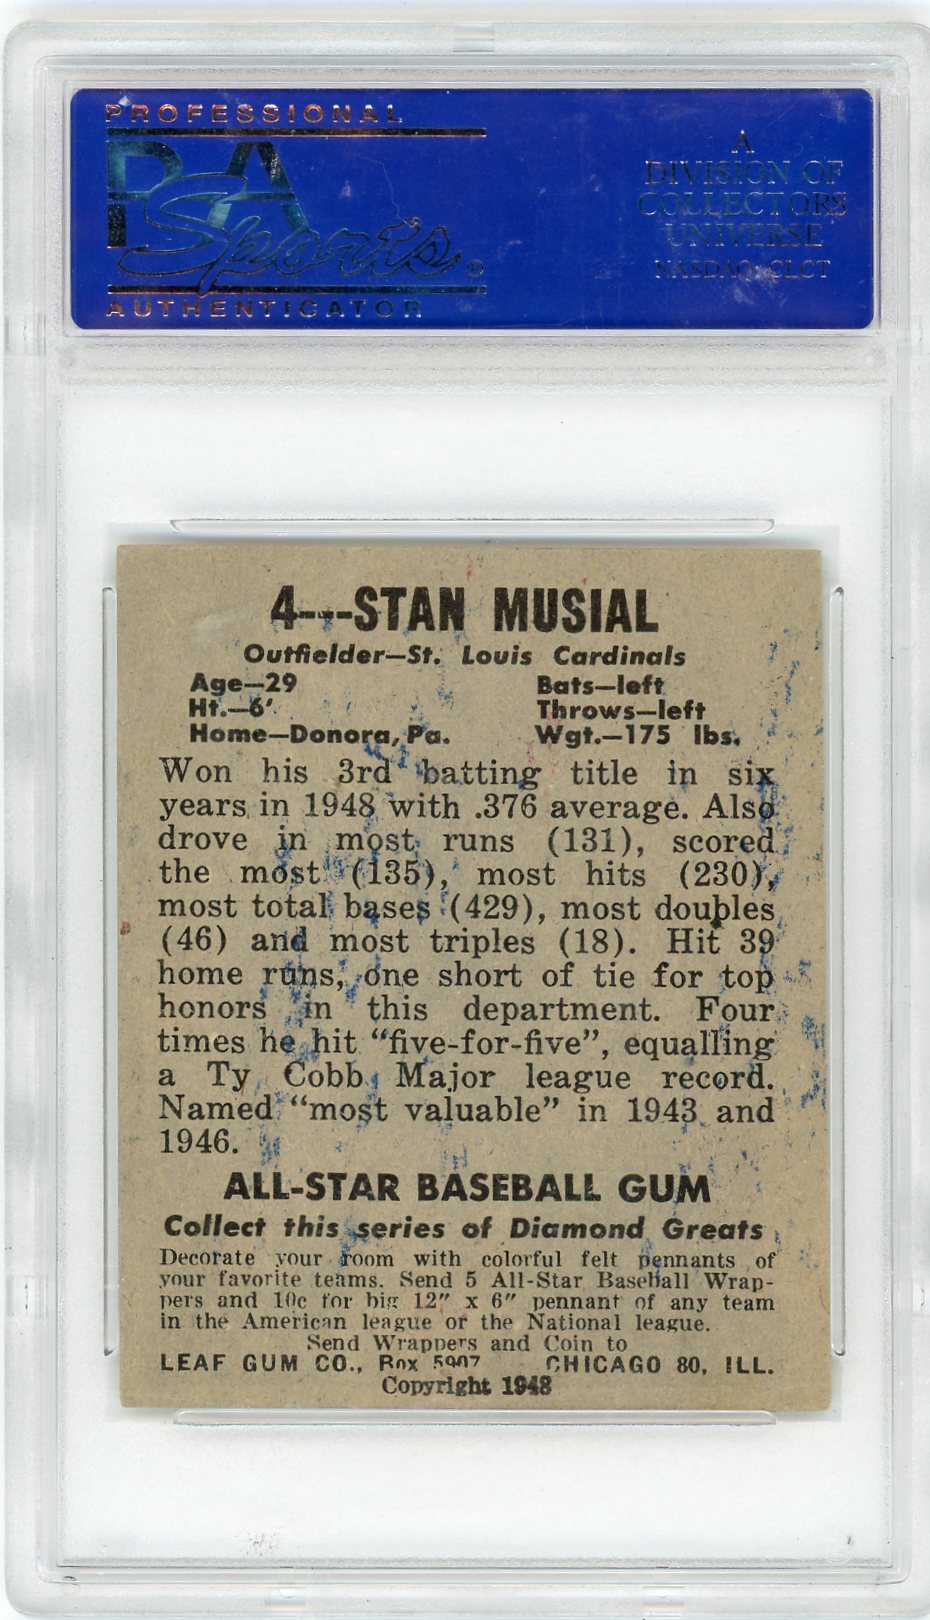 PROFESSIONAL
PSA
Sports®
AUTHENTICATOR
A
DIVISION OF
COLLECTORS
UNIVERSE
NASDAQ: CLCT
4---STAN MUSIAL
Outfielder—St. Louis Cardinals
Age—29 Bats—left
Ht.—6' Throws—left
Home—Donora, Pa. Wgt.—175 lbs.
Won his 3rd batting title in six
years in 1948 with .376 average. Also
drove in most runs (131), scored
the most (135), most hits (230),
most total bases (429), most doubles
(46) and most triples (18). Hit 39
home runs, one short of tie for top
honors in this department. Four
times he hit "five-for-five", equalling
a Ty Cobb Major league record.
Named "most valuable" in 1943 and
1946.
ALL-STAR BASEBALL GUM
Collect this series of Diamond Greats
Decorate your room with colorful felt pennants of
your favorite teams. Send 5 All-Star Baseball Wrap-
pers and 10c for big 12" x 6" pennant of any team
in the American league or the National league.
Send Wrappers and Coin to
LEAF GUM CO., Box 5907 CHICAGO 80, ILL.
Copyright 1948